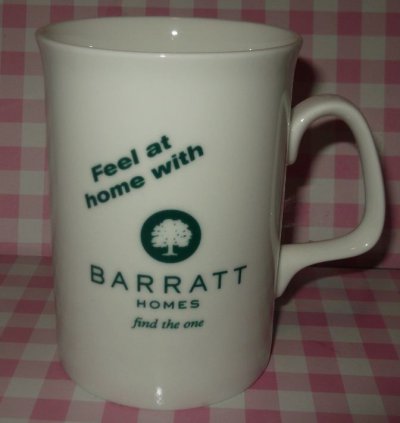 Feel at
home with
BARRATT
HOMES
find the one